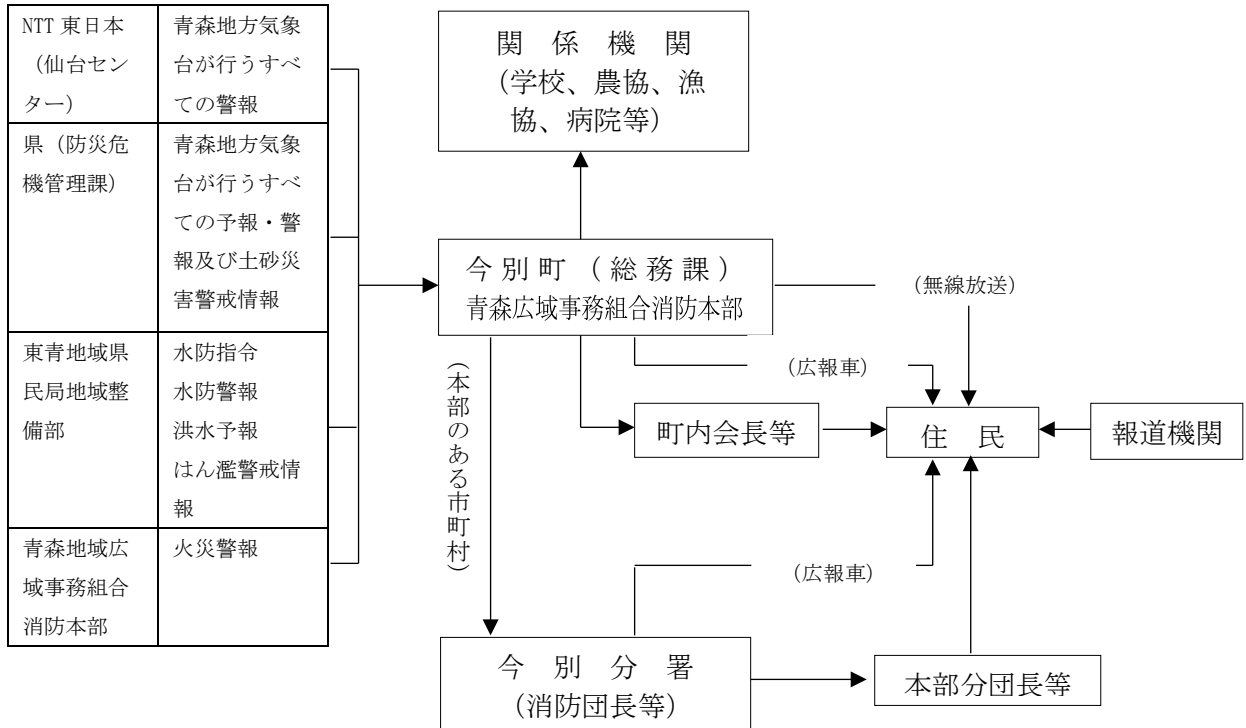 NTT 東日本
（仙台セン
ター）
青森地方気象
台が行うすべ
ての警報
県（防災危
機管理課）
青森地方気象
台が行うすべ
ての予報・警
報及び土砂災
害警戒情報
東青地域県
民局地域整
備部
水防指令
水防警報
洪水予報
はん濫警戒情
報
青森地域広
域事務組合
消防本部
火災警報
関　係　機　関
（学校、農協、漁
協、病院等）
今別町（総務課）
青森広域事務組合消防本部
（無線放送）
（広報車）
（本部のある市町村）
町内会長等
住　民
報道機関
（広報車）
今　別　分　署
（消防団長等）
本部分団長等